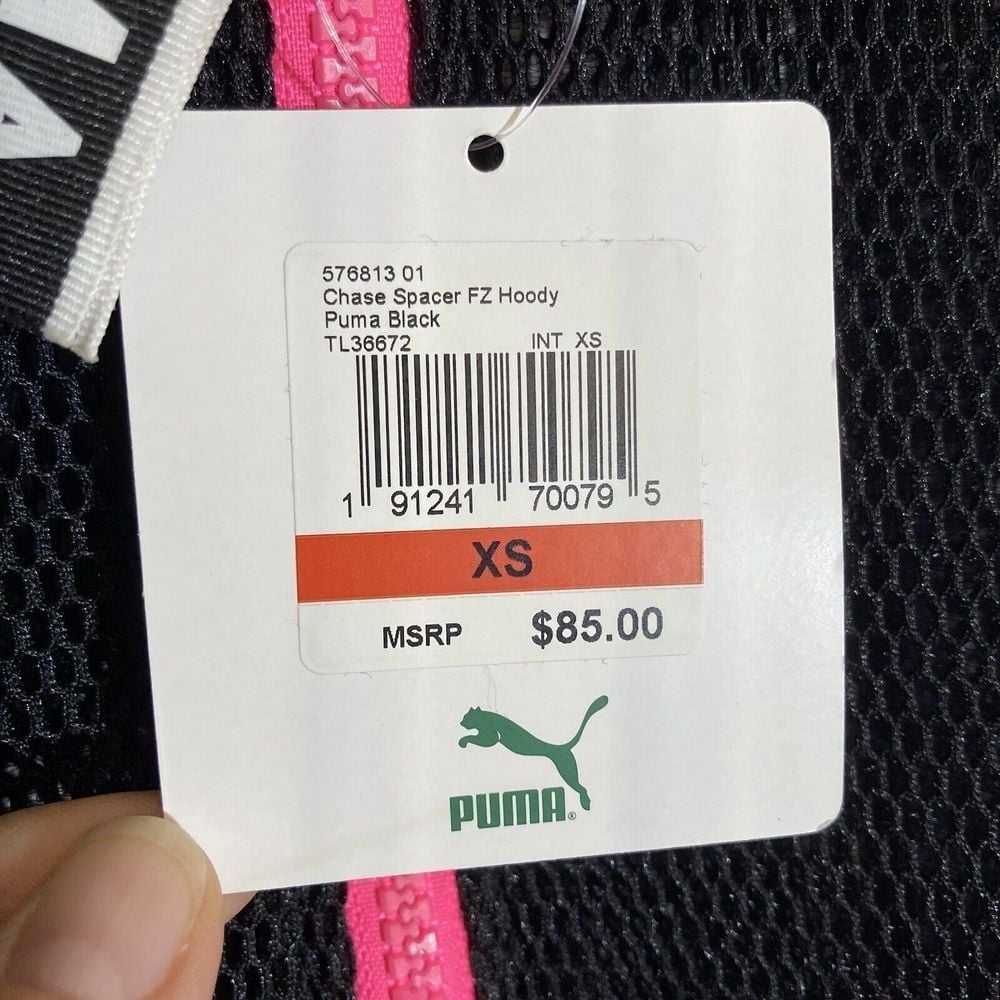 576813 01
Chase Spacer FZ Hoody
Puma Black
TL36672 INT XS
1 91241 70079 5
XS
MSRP $85.00
PUMA®